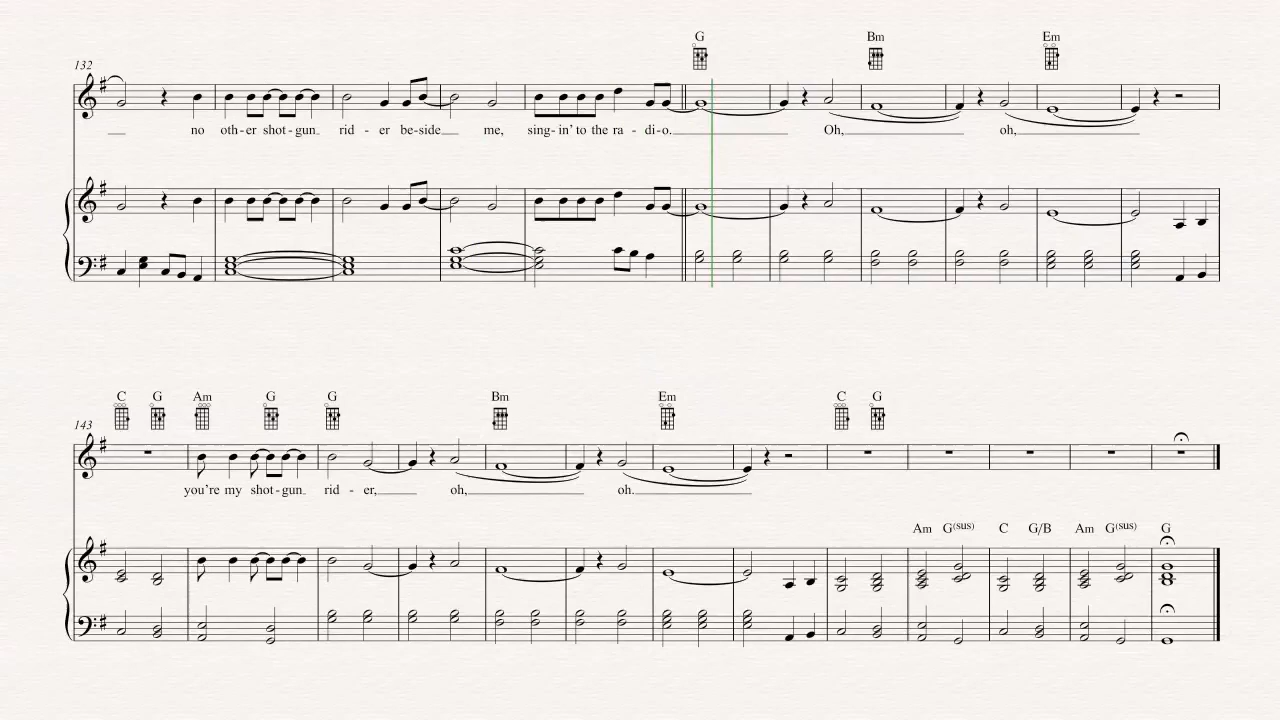 G Bm Em
132
no oth-er shot-gun rid-er be-side me, sing-in' to the ra-di-o. Oh, oh,
C G Am G G Bm Em C G
143
you're my shot-gun rid-er, oh, oh.
Am G(sus) C G/B Am G(sus) G